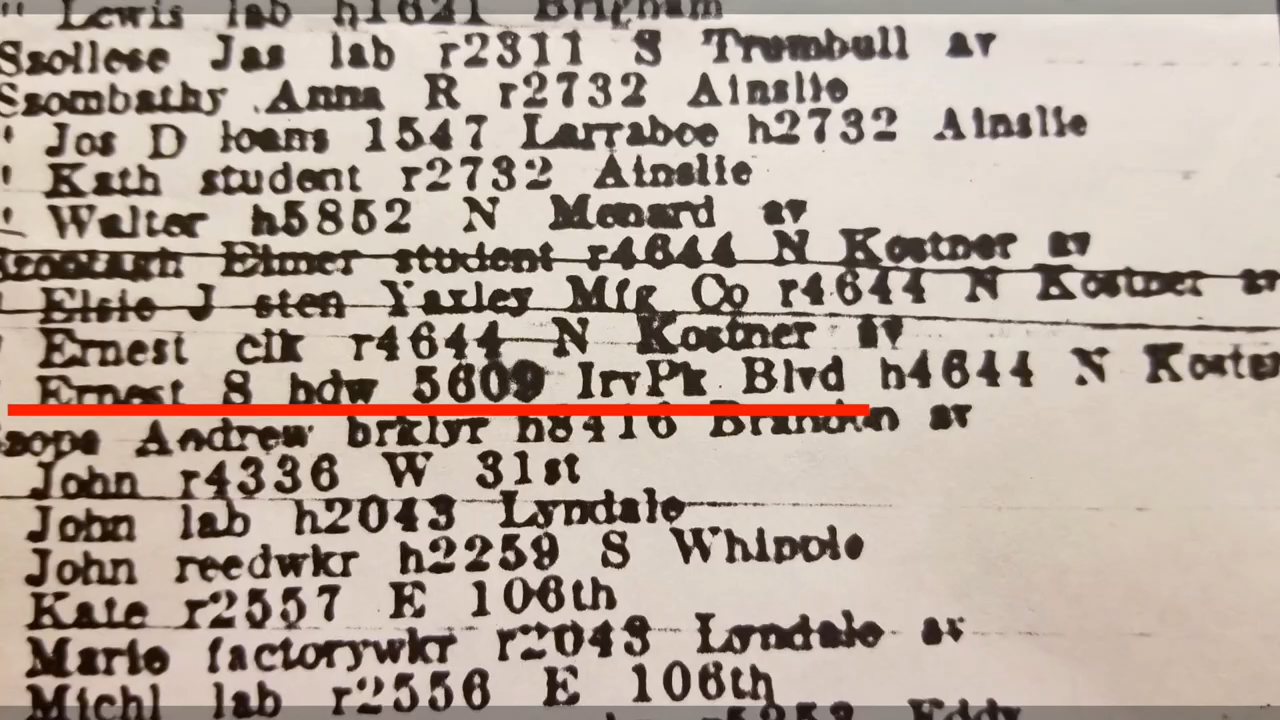 " Lewis lab h1621 Brigham
Szollese Jas lab r2311 S Trumbull av
Szombathy Anna R r2732 Ainslie
" Jos D loans 1547 Larrabee h2732 Ainslie
" Kath student r2732 Ainslie
" Walter h5852 N Menard av
Elmer student r4644 N Kostner av
Elsie J sten Yaxley Mfg Co r4644 N Kostner av
Ernest clk r4644 N Kostner av
Ernest S hdw 5609 IrvPk Blvd h4644 N Koster
Szope Andrew brklyr h8416 Brandon av
John r4336 W 31st
John lab h2043 Lyndale
John reedwkr h2259 S Whipple
Kate r2557 E 106th
Marie factorywkr r2043 Lyndale av
Michl lab r2556 E 106th
Eddy